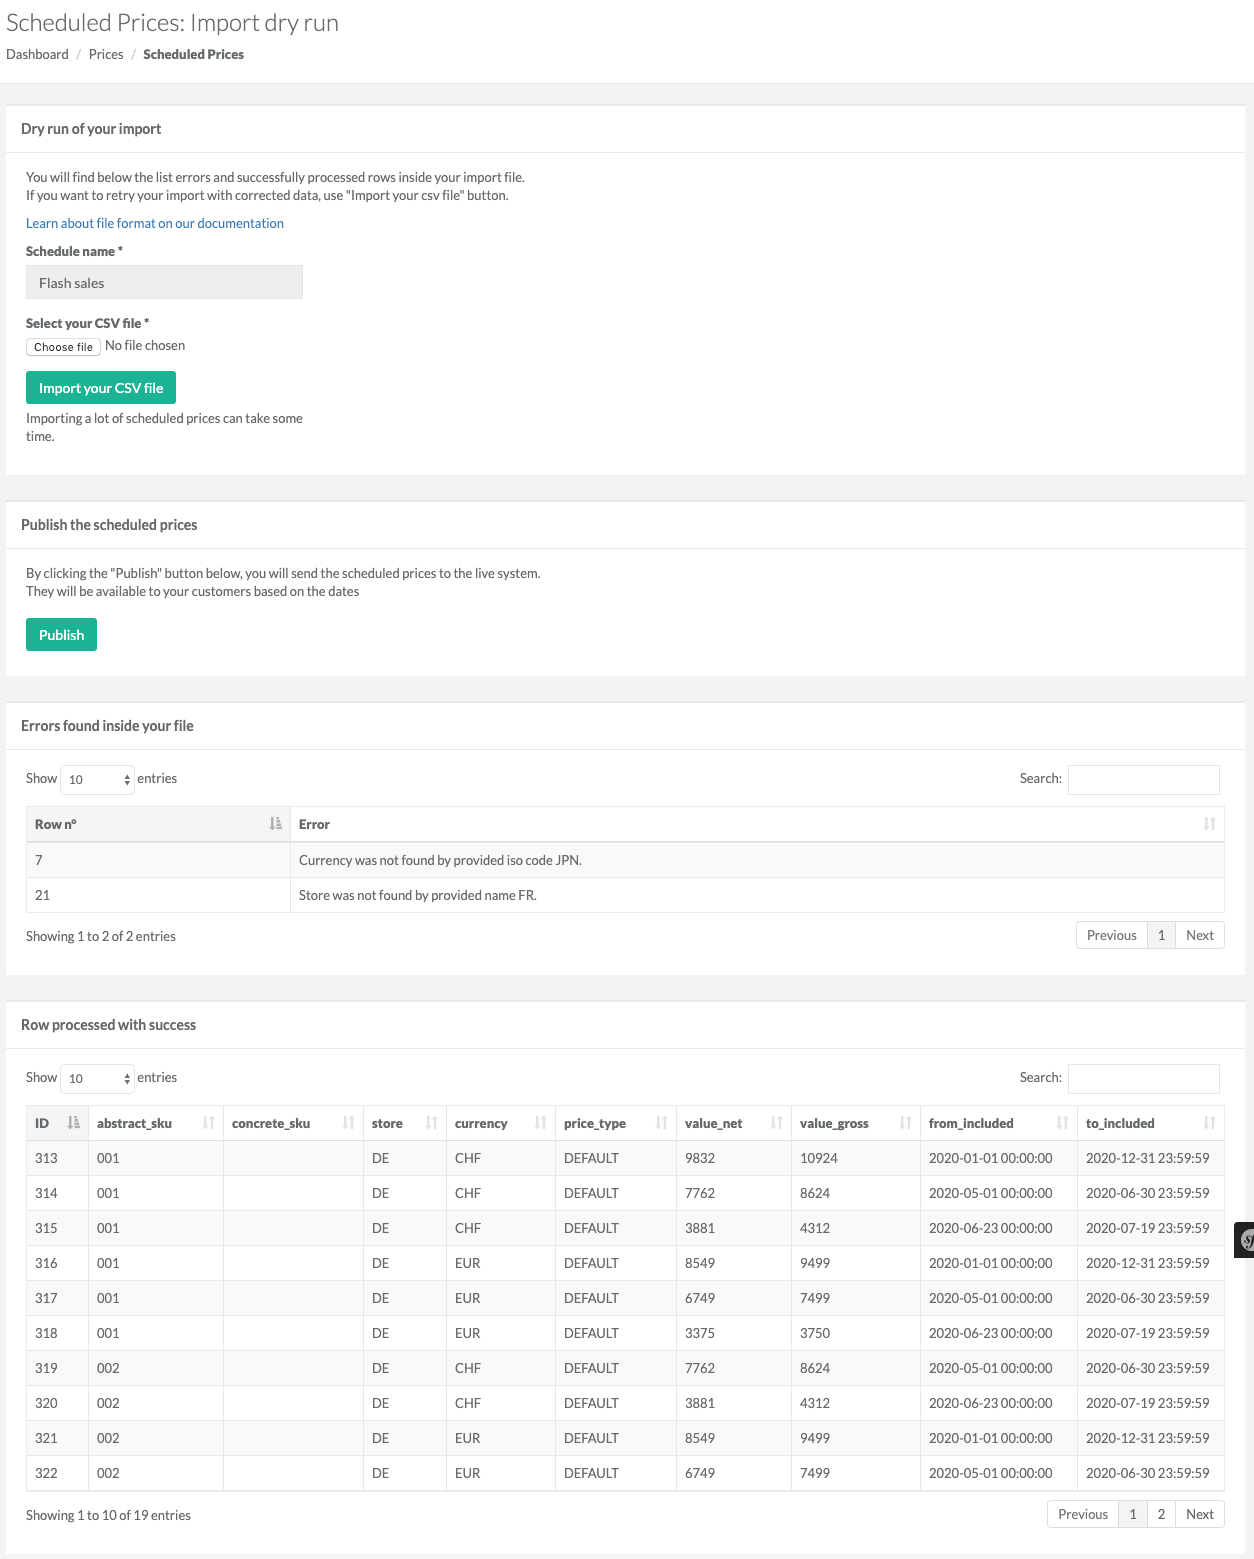 Scheduled Prices: Import dry run
Dashboard / Prices / Scheduled Prices
Dry run of your import
You will find below the list errors and successfully processed rows inside your import file.
If you want to retry your import with corrected data, use "Import your csv file" button.
Learn about file format on our documentation
Schedule name *
Flash sales
Select your CSV file *
Choose file No file chosen
Import your CSV file
Importing a lot of scheduled prices can take some
time.
Publish the scheduled prices
By clicking the "Publish" button below, you will send the scheduled prices to the live system.
They will be available to your customers based on the dates
Publish
Errors found inside your file
Show 10 entries Search:
Row n° Error
7 Currency was not found by provided iso code JPN.
21 Store was not found by provided name FR.
Showing 1 to 2 of 2 entries Previous 1 Next
Row processed with success
Show 10 entries Search:
ID abstract_sku concrete_sku store currency price_type value_net value_gross from_included to_included
313 001 DE CHF DEFAULT 9832 10924 2020-01-01 00:00:00 2020-12-31 23:59:59
314 001 DE CHF DEFAULT 7762 8624 2020-05-01 00:00:00 2020-06-30 23:59:59
315 001 DE CHF DEFAULT 3881 4312 2020-06-23 00:00:00 2020-07-19 23:59:59
316 001 DE EUR DEFAULT 8549 9499 2020-01-01 00:00:00 2020-12-31 23:59:59
317 001 DE EUR DEFAULT 6749 7499 2020-05-01 00:00:00 2020-06-30 23:59:59
318 001 DE EUR DEFAULT 3375 3750 2020-06-23 00:00:00 2020-07-19 23:59:59
319 002 DE CHF DEFAULT 7762 8624 2020-05-01 00:00:00 2020-06-30 23:59:59
320 002 DE CHF DEFAULT 3881 4312 2020-06-23 00:00:00 2020-07-19 23:59:59
321 002 DE EUR DEFAULT 8549 9499 2020-01-01 00:00:00 2020-12-31 23:59:59
322 002 DE EUR DEFAULT 6749 7499 2020-05-01 00:00:00 2020-06-30 23:59:59
Showing 1 to 10 of 19 entries Previous 1 2 Next